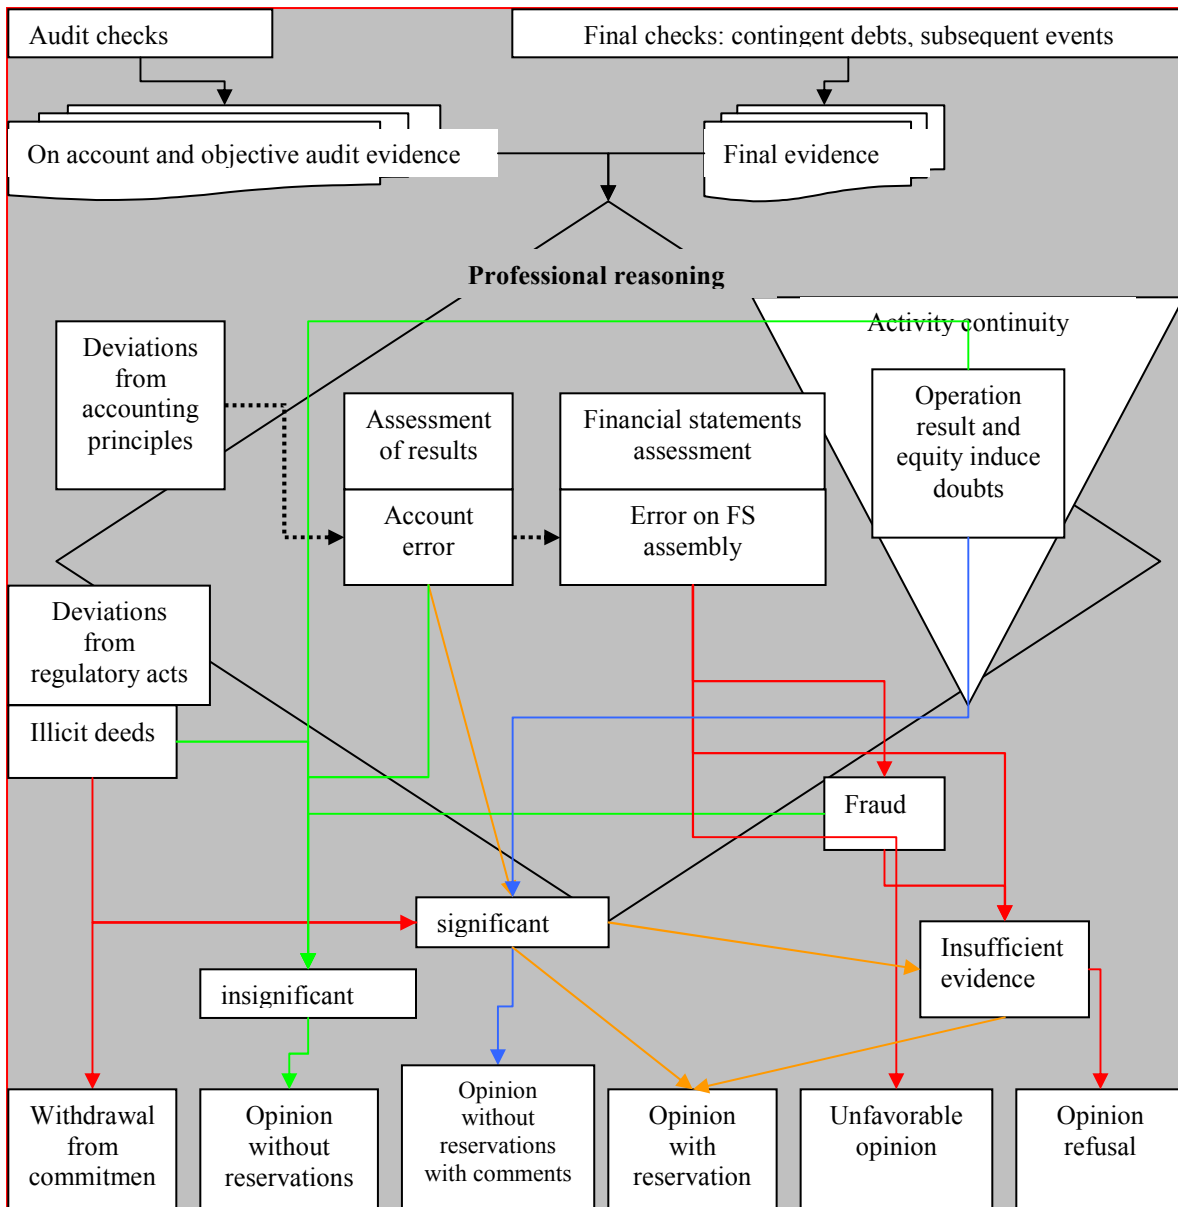 Audit checks
Final checks: contingent debts, subsequent events
On account and objective audit evidence
Final evidence
Professional reasoning
Activity continuity
Deviations
from
accounting
principles
Assessment
of results
Financial statements
assessment
Operation
result and
equity induce
doubts
Account
error
Error on FS
assembly
Deviations
from
regulatory acts
Illicit deeds
Fraud
significant
Insufficient
evidence
insignificant
Withdrawal
from
commitmen
Opinion
without
reservations
Opinion
without
reservations
with comments
Opinion
with
reservation
Unfavorable
opinion
Opinion
refusal